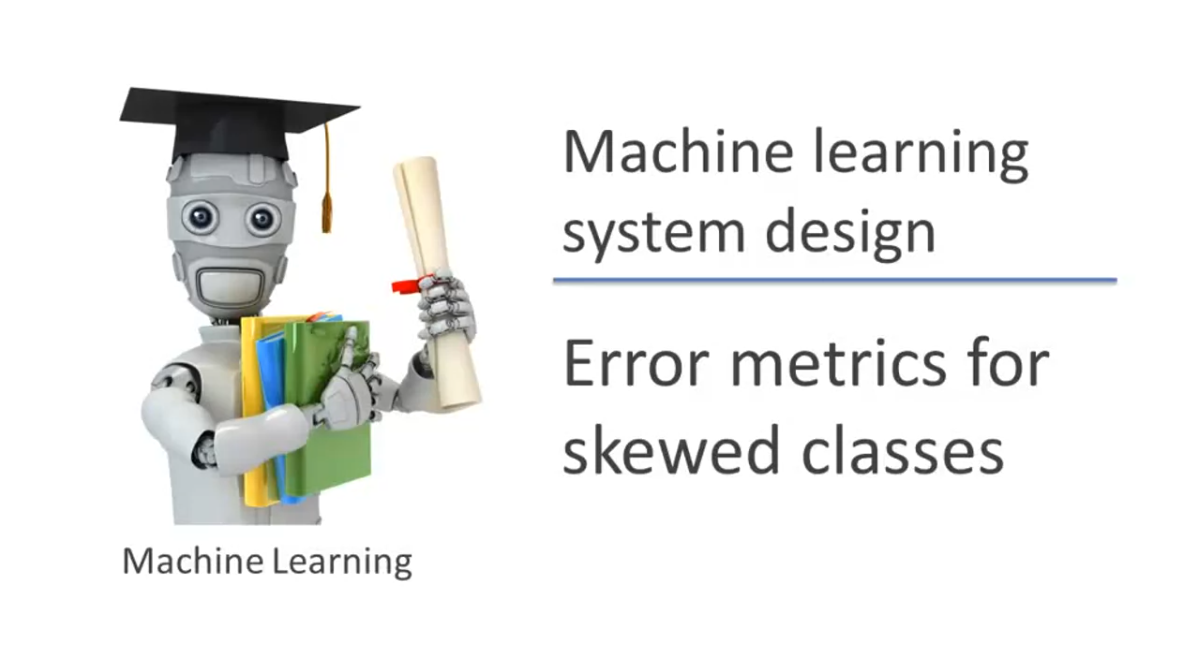 Machine learning
system design
Error metrics for
skewed classes
Machine Learning